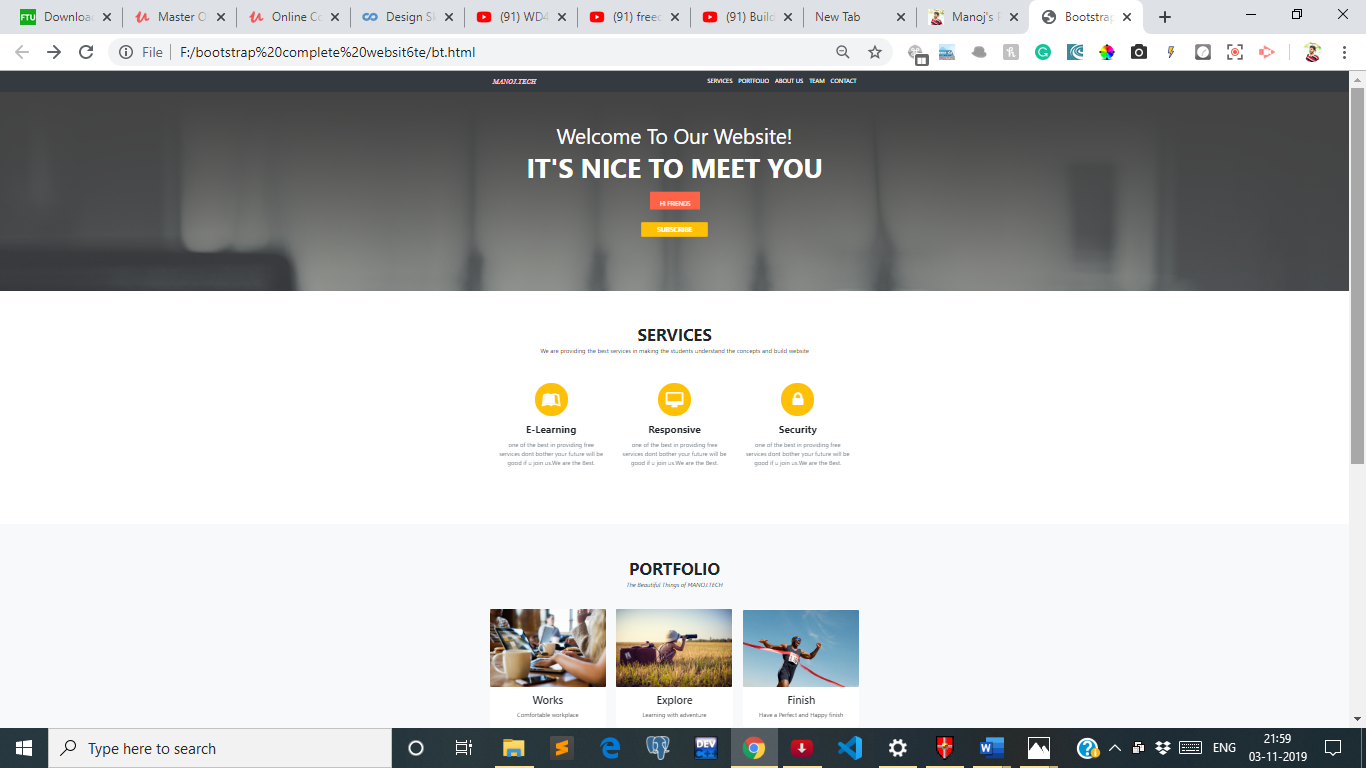 FTU Downloa
Master O
Online Co
Design Sk
(91) WD4
(91) freec
(91) Build
New Tab
Manoj's P
Bootstrap
File F:/bootstrap%20complete%20websit6te/bt.html
MANOJ.TECH
SERVICES PORTFOLIO ABOUT US TEAM CONTACT
Welcome To Our Website!
IT'S NICE TO MEET YOU
HI FRIENDS
SUBSCRIBE
SERVICES
We are providing the best services in making the students understand the concepts and build website
E-Learning
one of the best in providing free
services dont bother your future will be
good if u join us.We are the Best.
Responsive
one of the best in providing free
services dont bother your future will be
good if u join us.We are the Best.
Security
one of the best in providing free
services dont bother your future will be
good if u join us.We are the Best.
PORTFOLIO
The Beautiful Things of MANOJ.TECH
Works
Comfortable workplace
Explore
Learning with adventure
Finish
Have a Perfect and Happy finish
Type here to search
DEV
ENG
21:59
03-11-2019